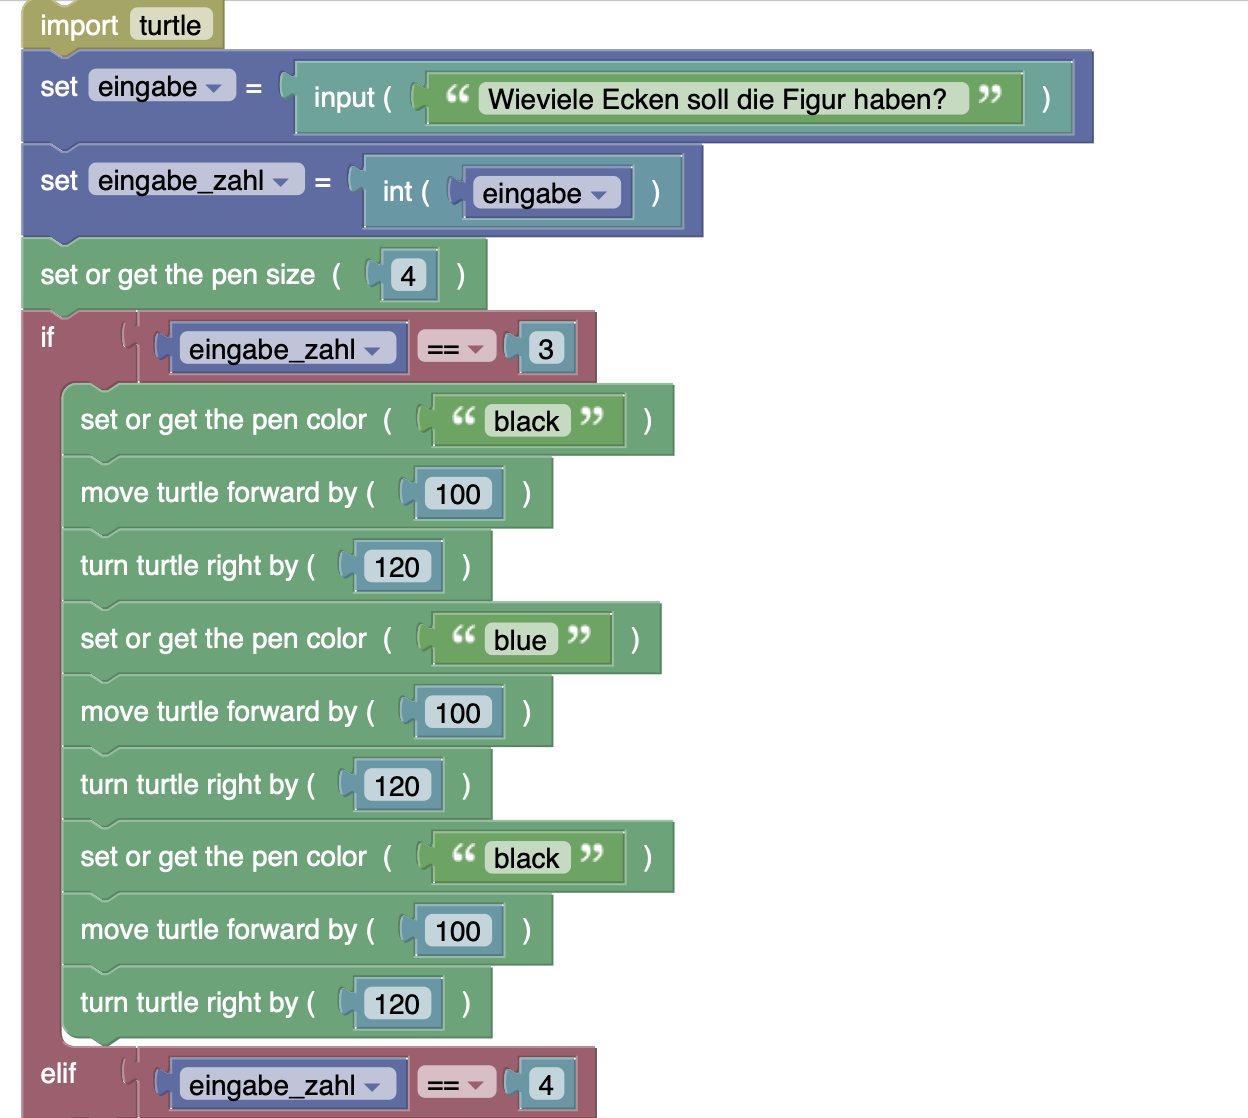 import turtle
set eingabe = input ( “ Wieviele Ecken soll die Figur haben? ” )
set eingabe_zahl = int ( eingabe )
set or get the pen size ( 4 )
if eingabe_zahl == 3
set or get the pen color ( “ black ” )
move turtle forward by ( 100 )
turn turtle right by ( 120 )
set or get the pen color ( “ blue ” )
move turtle forward by ( 100 )
turn turtle right by ( 120 )
set or get the pen color ( “ black ” )
move turtle forward by ( 100 )
turn turtle right by ( 120 )
elif eingabe_zahl == 4